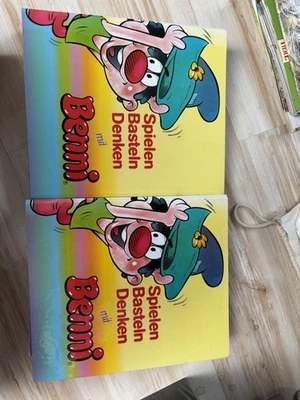 Spielen
Basteln
Denken
mit
Benni
Spielen
Basteln
Denken
mit
Benni